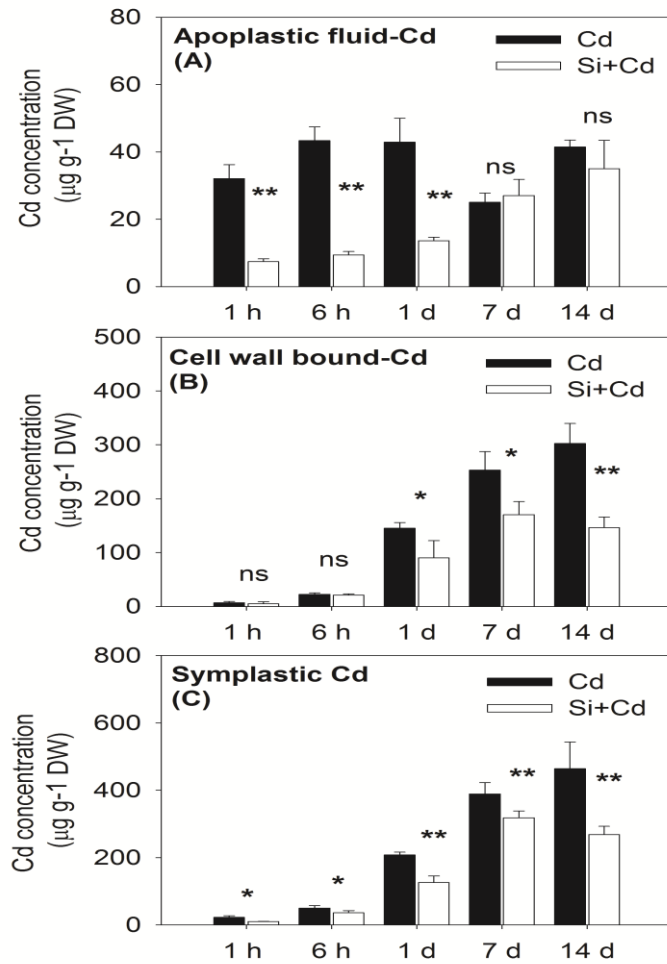 80
60
40
20
0
Cd concentration
(µg g-1 DW)
Apoplastic fluid-Cd
(A)
Cd
Si+Cd
**
**
**
ns
ns
1 h 6 h 1 d 7 d 14 d
500
400
300
200
100
0
Cd concentration
(µg g-1 DW)
Cell wall bound-Cd
(B)
Cd
Si+Cd
ns
ns
*
*
**
1 h 6 h 1 d 7 d 14 d
800
600
400
200
0
Cd concentration
(µg g-1 DW)
Symplastic Cd
(C)
Cd
Si+Cd
*
*
**
**
**
1 h 6 h 1 d 7 d 14 d